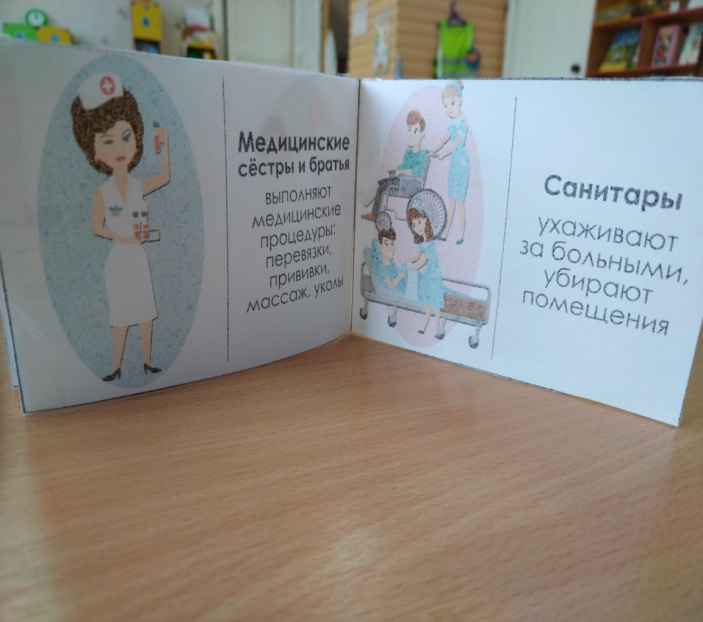 Медицинские
сёстры и братья
выполняют
медицинские
процедуры:
перевязки,
прививки,
массаж, уколы
Санитары
ухаживают
за больными,
убирают
помещения